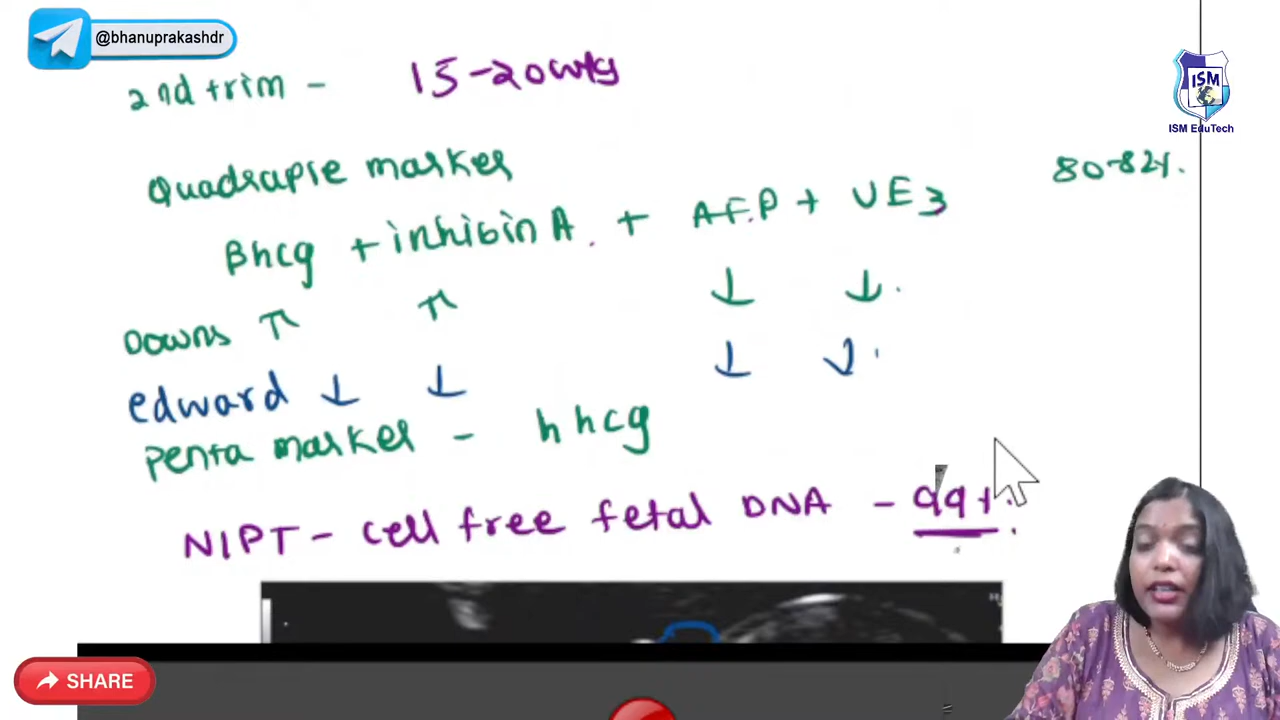 @bhanuprakashdr
ISM
ISM EduTech
2nd trim - 15-20wks
Quadraple marker
80-82%.
βhcg + inhibin A. + AFP + UE3
Downs ↑ ↑ ↓ ↓.
edward ↓ ↓ ↓ ↓
penta marker - hhcg
NIPT - cell free fetal DNA - 99%.
SHARE